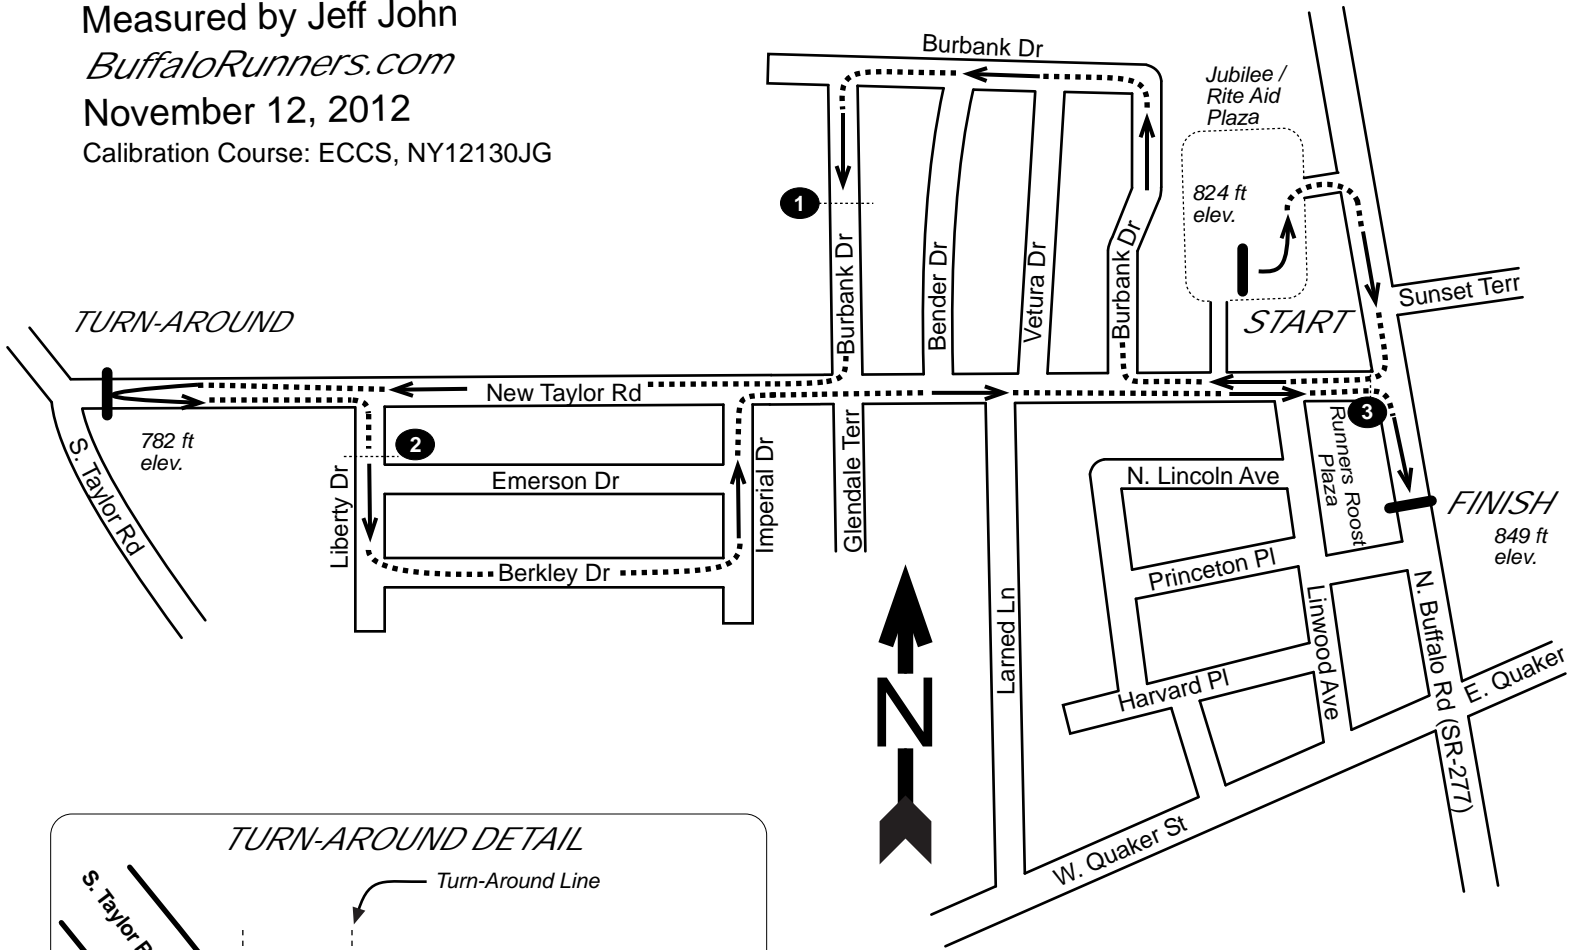 Measured by Jeff John
BuffaloRunners.com
November 12, 2012
Calibration Course: ECCS, NY12130JG
Burbank Dr
Jubilee /
Rite Aid
Plaza
824 ft
elev.
1
Burbank Dr
Bender Dr
Vetura Dr
Burbank Dr
Sunset Terr
START
TURN-AROUND
New Taylor Rd
782 ft
elev.
S. Taylor Rd
2
Liberty Dr
Emerson Dr
Imperial Dr
Glendale Terr
Berkley Dr
3
Runners Roost
Plaza
N. Lincoln Ave
FINISH
849 ft
elev.
Princeton Pl
Larned Ln
Linwood Ave
N. Buffalo Rd (SR-277)
Harvard Pl
E. Quaker
N
W. Quaker St
TURN-AROUND DETAIL
Turn-Around Line
S. Taylor